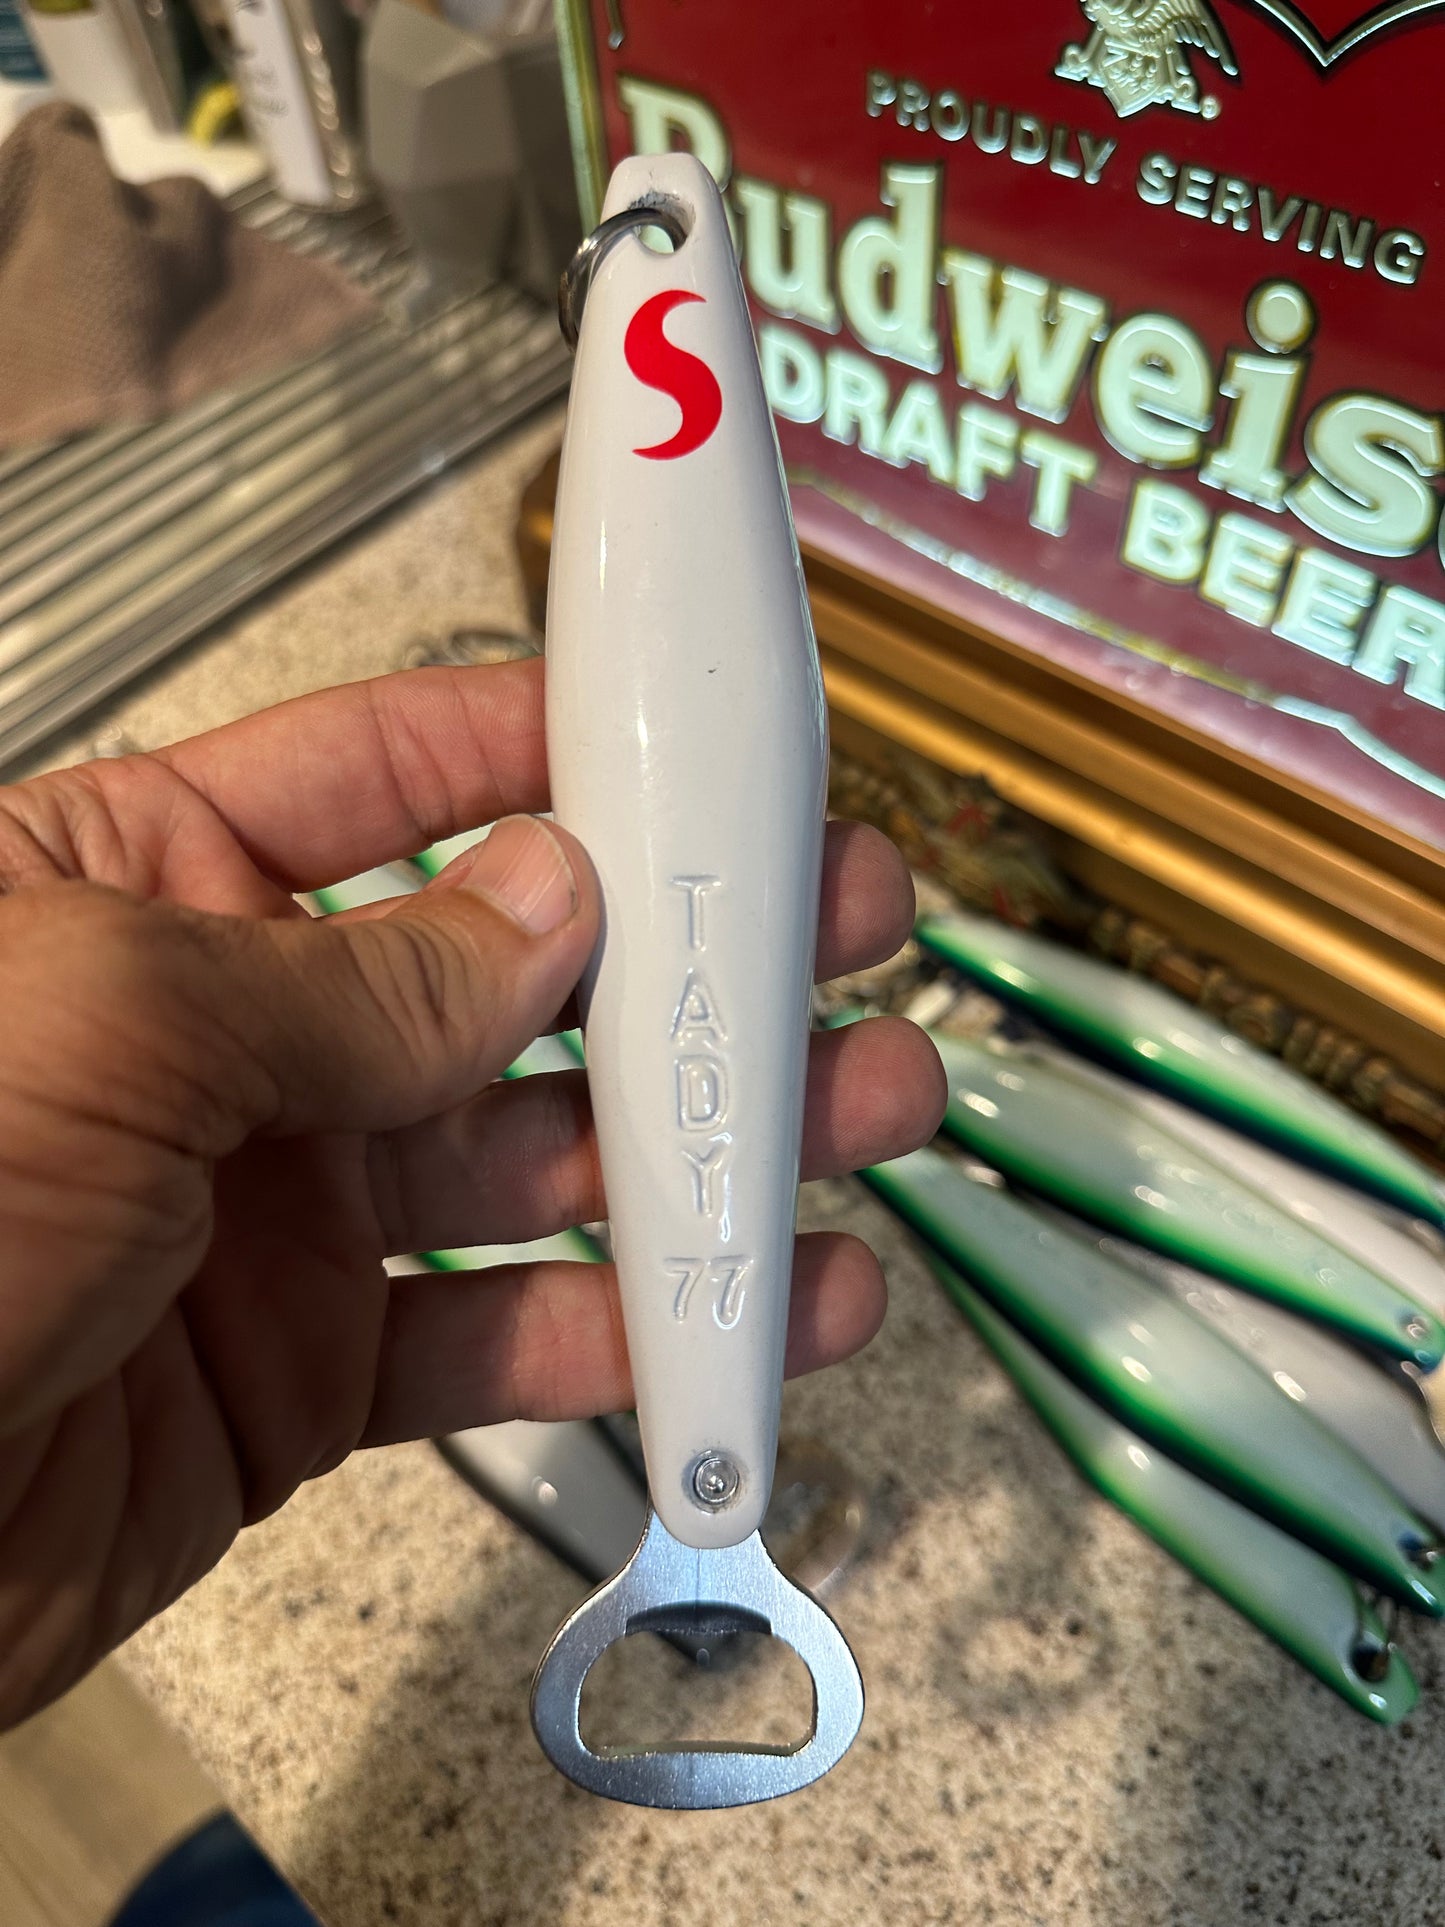 A
PROUDLY SERVING
Budweis
DRAFT BEER
S
TADY
77